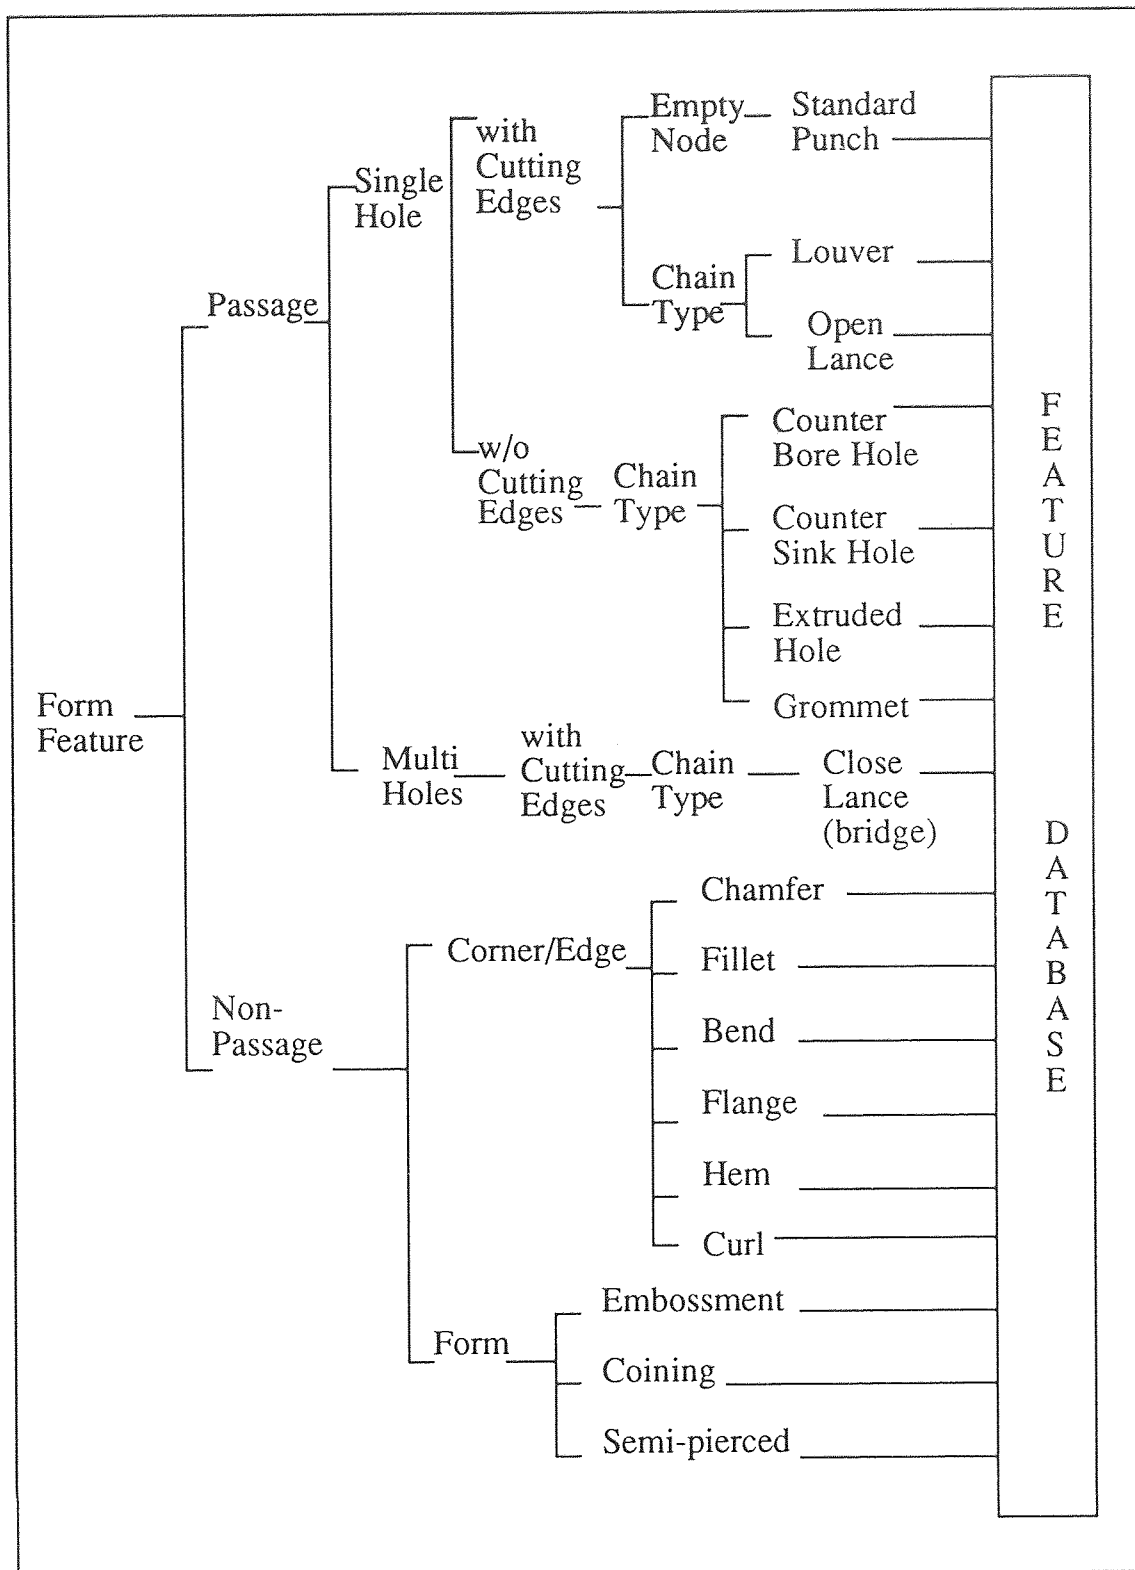 Form
Feature
Passage
Single
Hole
with
Cutting
Edges
Empty
Node
Standard
Punch
Chain
Type
Louver
Open
Lance
w/o
Cutting
Edges
Chain
Type
Counter
Bore Hole
Counter
Sink Hole
Extruded
Hole
Grommet
Multi
Holes
with
Cutting
Edges
Chain
Type
Close
Lance
(bridge)
Non-
Passage
Corner/Edge
Chamfer
Fillet
Bend
Flange
Hem
Curl
Form
Embossment
Coining
Semi-pierced
FEATURE
DATABASE